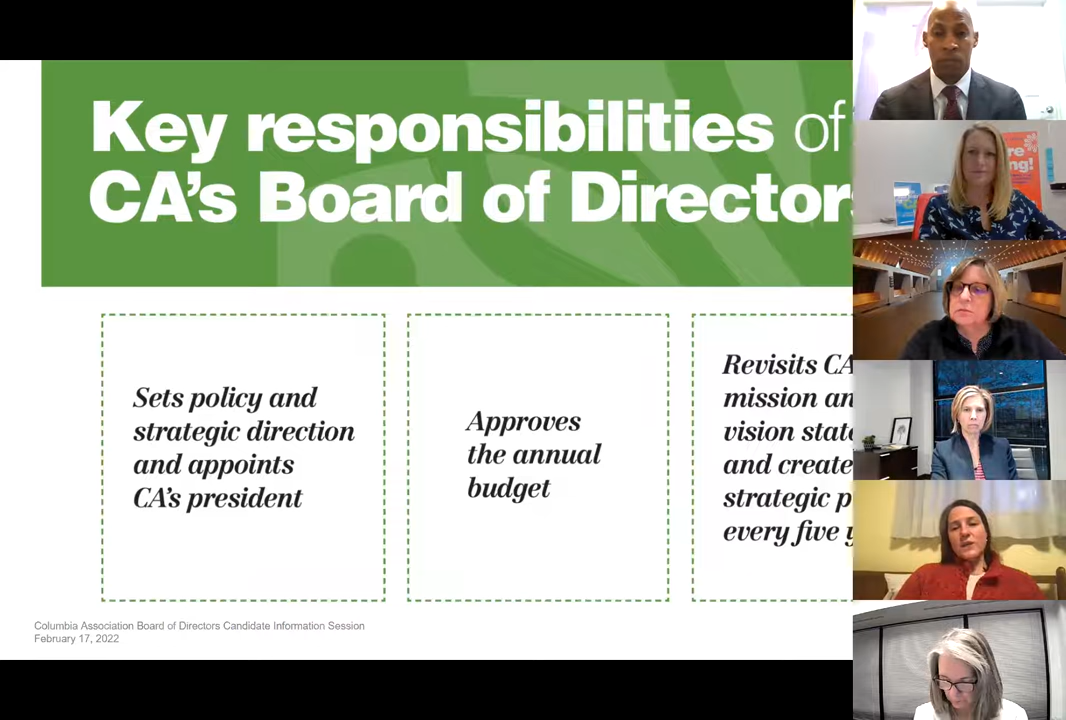 Key responsibilities of
CA's Board of Directors
Sets policy and
strategic direction
and appoints
CA's president
Approves
the annual
budget
Revisits CA
mission an
vision state
and create
strategic p
every five y
Columbia Association Board of Directors Candidate Information Session
February 17, 2022
re
ng!